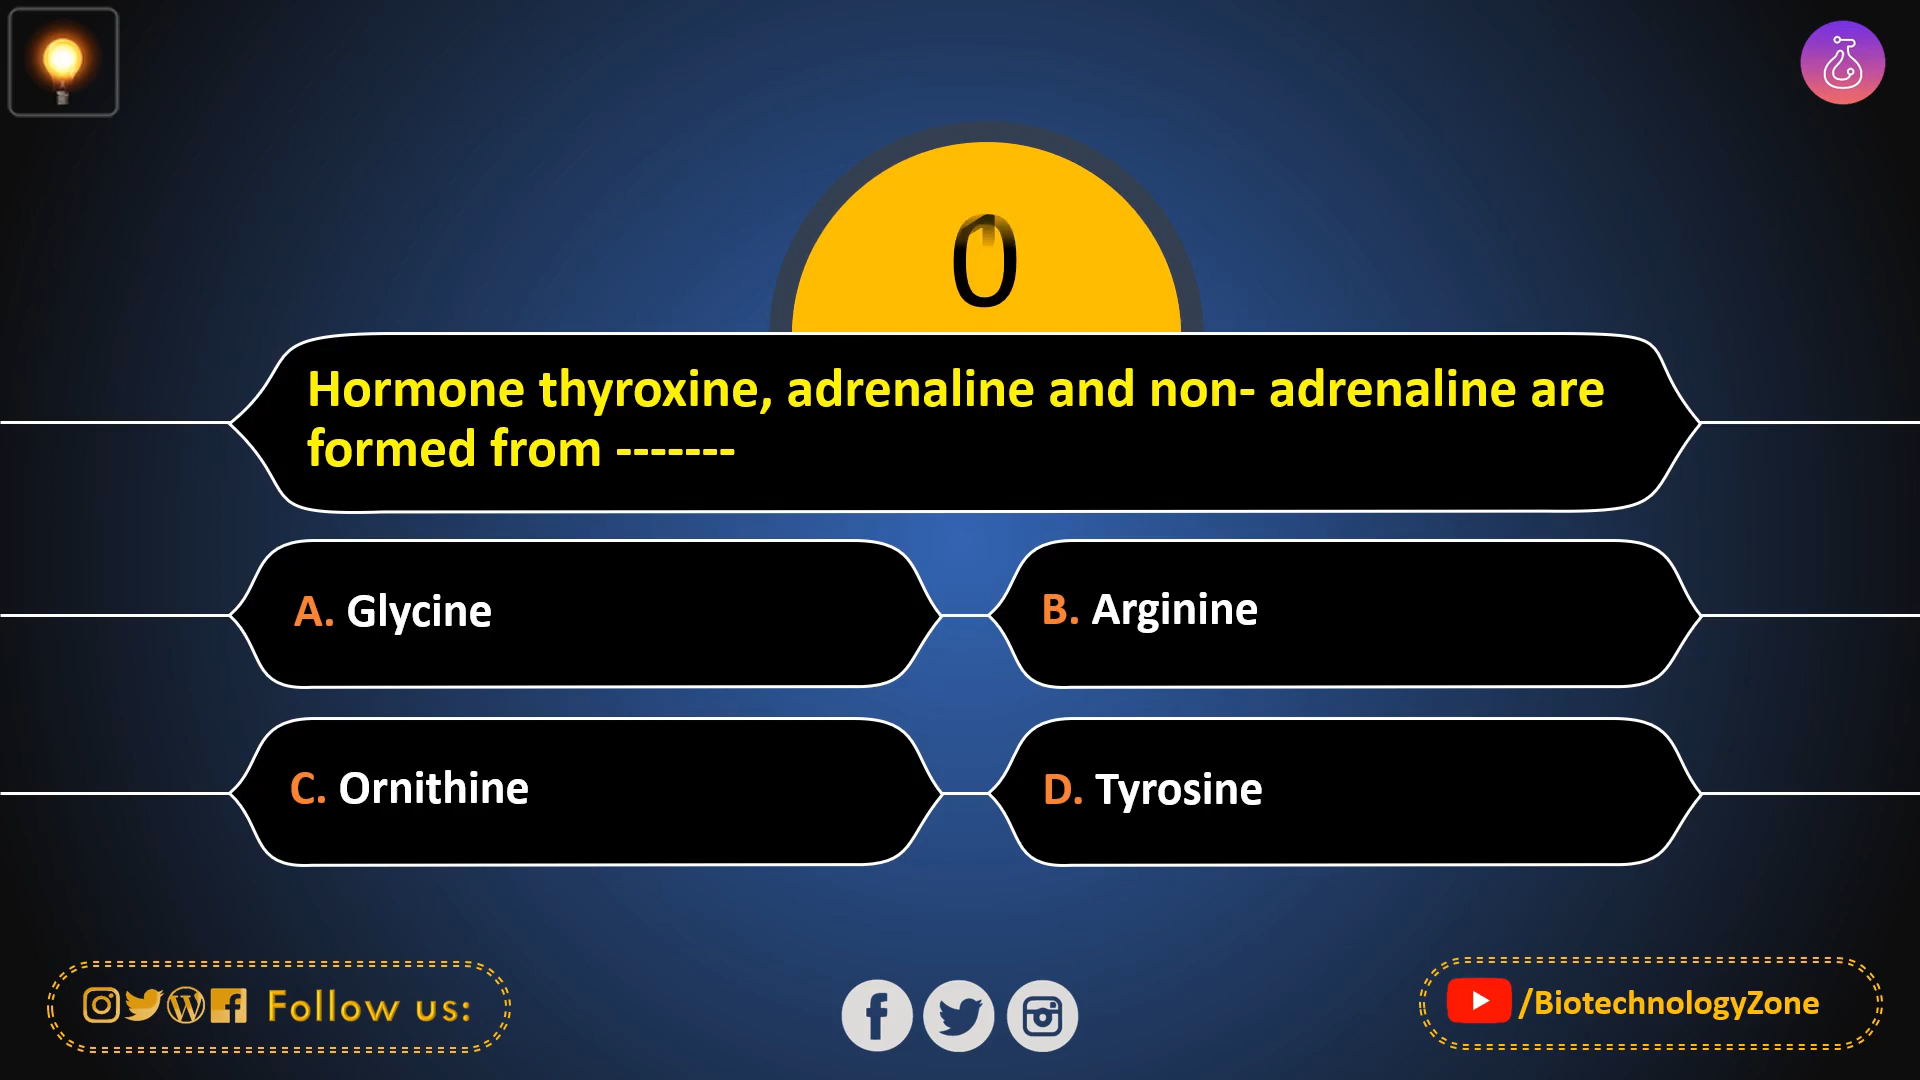 0
Hormone thyroxine, adrenaline and non- adrenaline are
formed from -------
A. Glycine
B. Arginine
C. Ornithine
D. Tyrosine
Follow us:
/BiotechnologyZone